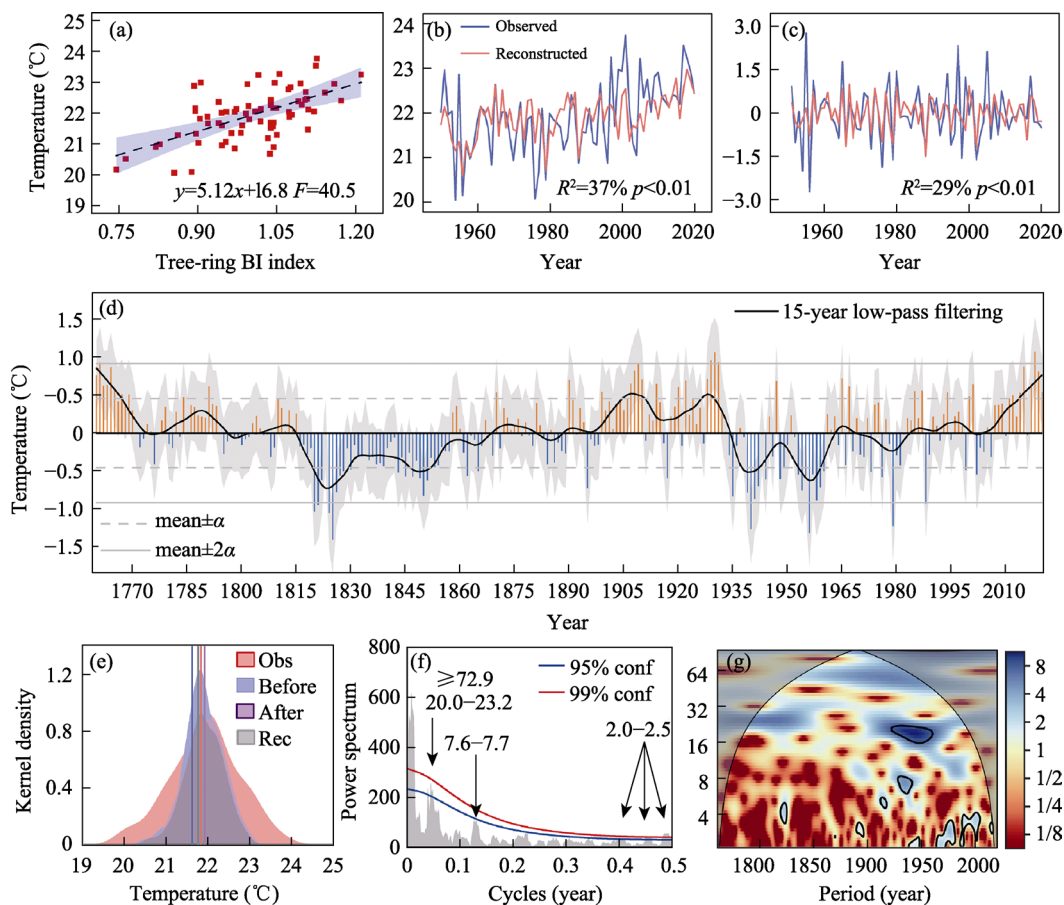 (a)
Temperature (℃)
25
24
23
22
21
20
19
y=5.12x+16.8 F=40.5
0.75 0.90 1.05 1.20
Tree-ring BI index
(b)
Observed
Reconstructed
24
23
22
21
20
R²=37% p<0.01
1960 1980 2000 2020
Year
(c)
3.0
1.5
0
−1.5
−3.0
R²=29% p<0.01
1960 1980 2000 2020
Year
(d)
15-year low-pass filtering
Temperature (℃)
1.5
1.0
−0.5
0
−0.5
−1.0
−1.5
mean±α
mean±2α
1770 1785 1800 1815 1830 1845 1860 1875 1890 1905 1920 1935 1950 1965 1980 1995 2010
Year
(e)
Obs
Before
After
Rec
Kernel density
1.2
0.8
0.4
0
19 20 21 22 23 24 25
Temperature (℃)
(f)
95% conf
99% conf
⩾72.9
20.0−23.2
7.6−7.7
2.0−2.5
Power spectrum
800
600
400
200
0
0 0.1 0.2 0.3 0.4 0.5
Cycles (year)
(g)
64
32
16
8
4
1800 1850 1900 1950 2000
Period (year)
8
4
2
1
1/2
1/4
1/8